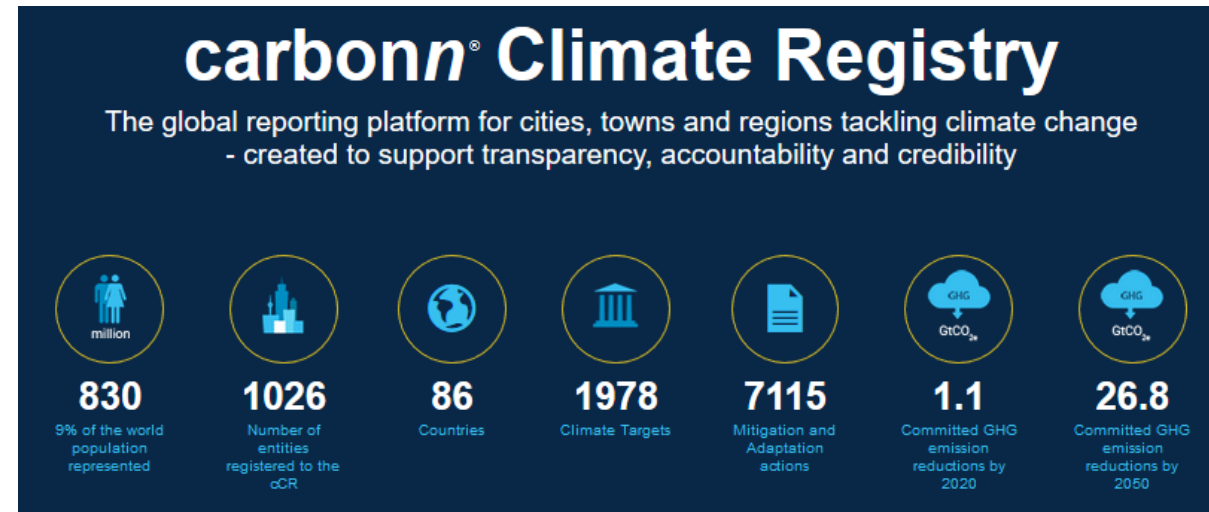 carbonn® Climate Registry
The global reporting platform for cities, towns and regions tackling climate change
- created to support transparency, accountability and credibility
million
830
9% of the world
population
represented
1026
Number of
entities
registered to the
cCR
86
Countries
1978
Climate Targets
7115
Mitigation and
Adaptation
actions
GHG
GtCO2e
1.1
Committed GHG
emission
reductions by
2020
GHG
GtCO2e
26.8
Committed GHG
emission
reductions by
2050